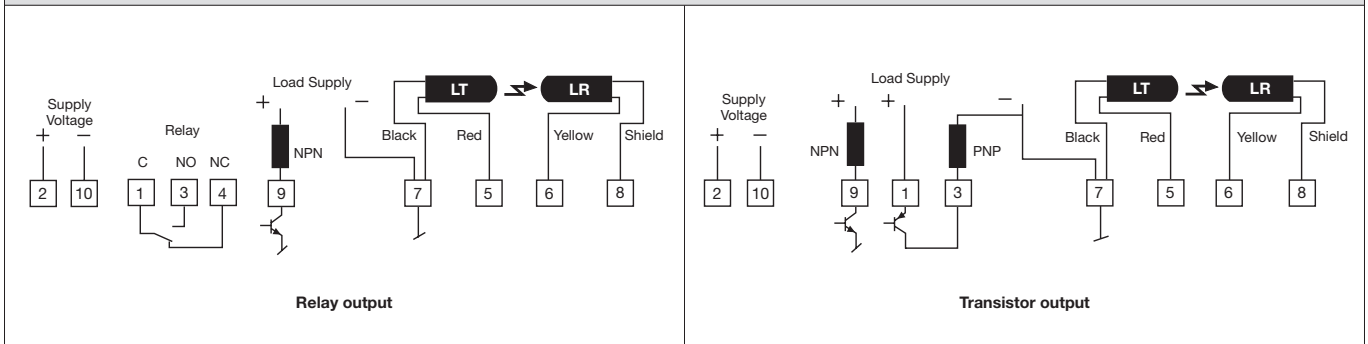 Supply
Voltage
+ −
Relay
C NO NC
Load Supply
+ −
NPN
LT LR
Black Red Yellow Shield
2 10 1 3 4 9 7 5 6 8
Relay output
Supply
Voltage
+ −
Load Supply
+ + −
NPN PNP
LT LR
Black Red Yellow Shield
2 10 9 1 3 7 5 6 8
Transistor output